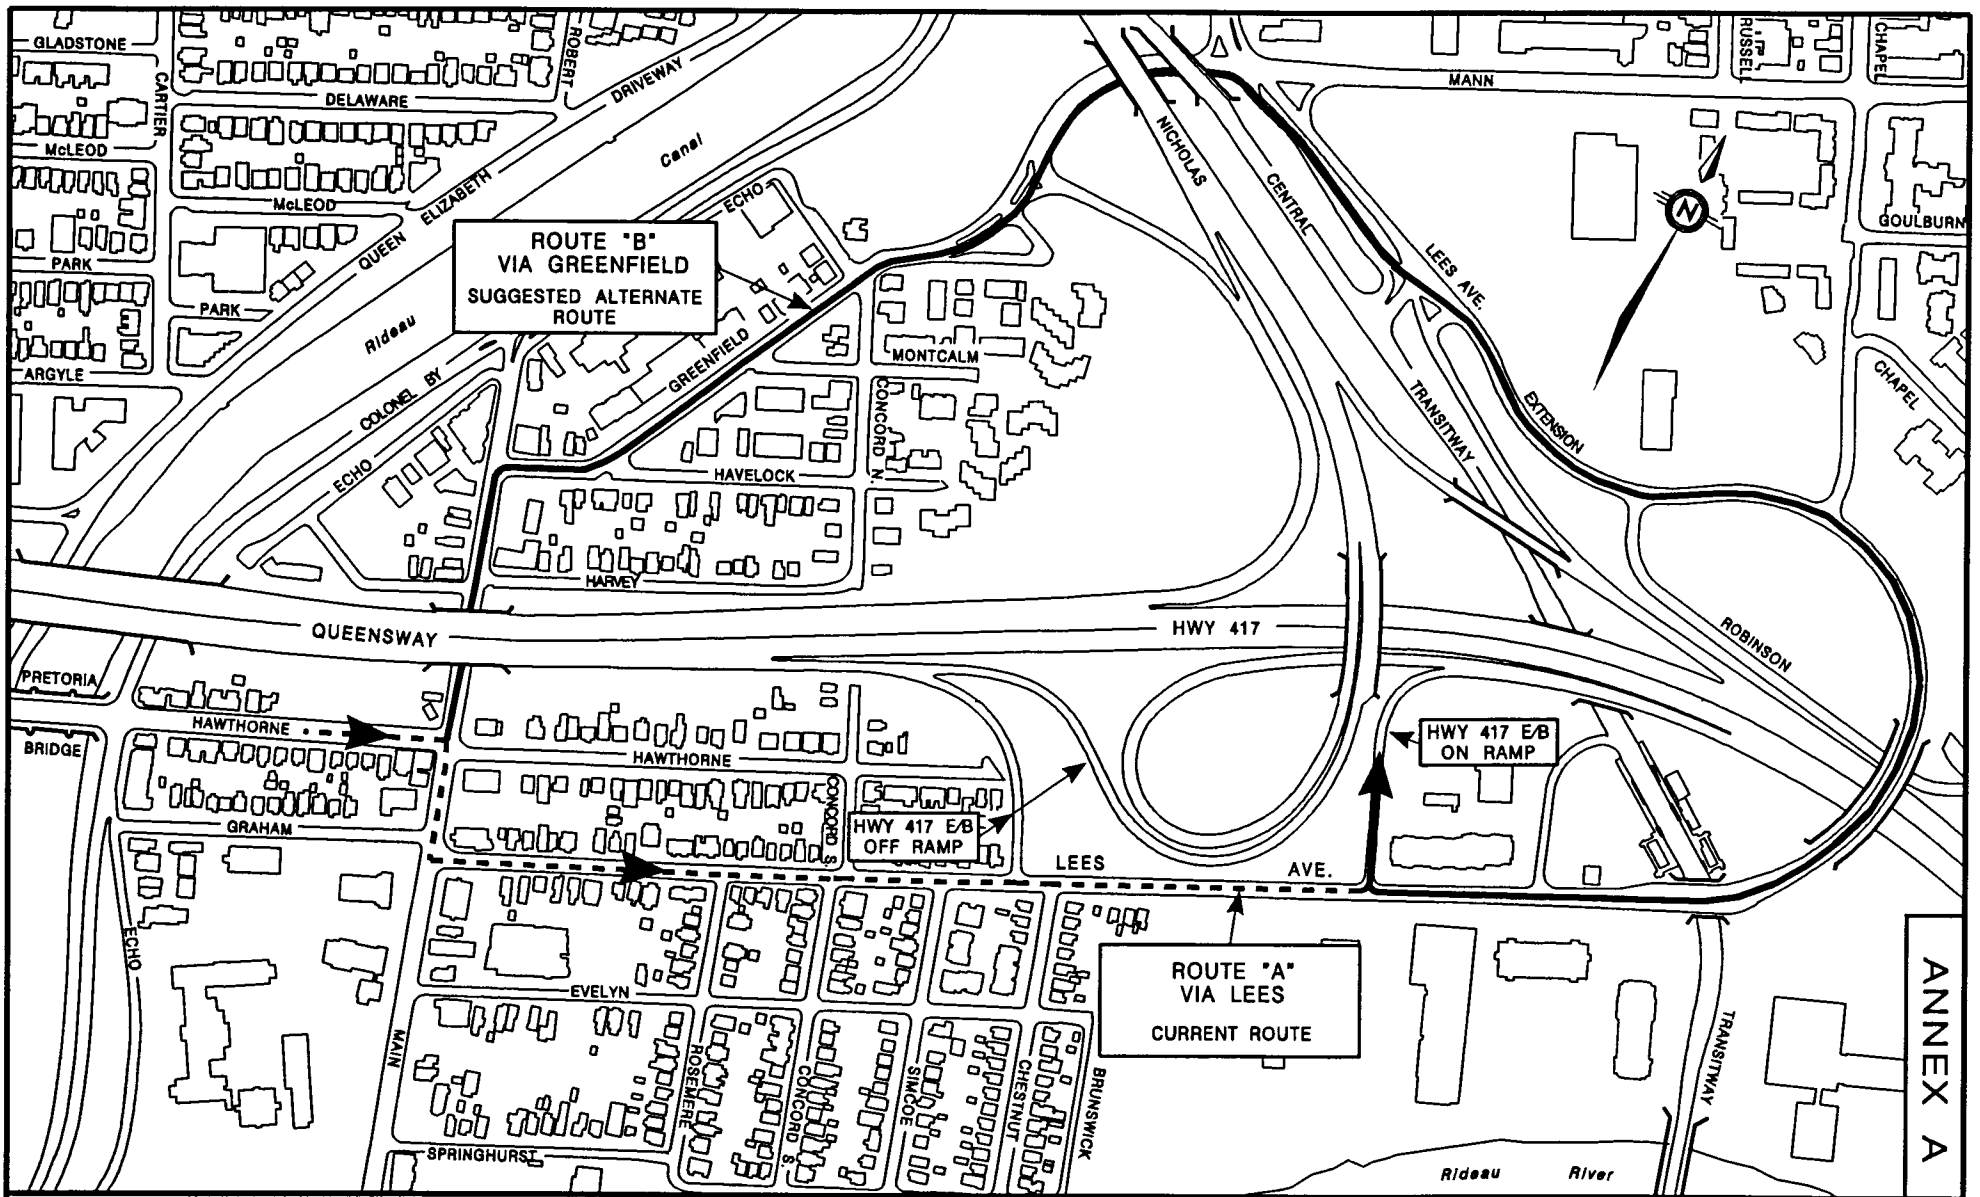 GLADSTONE
CARTIER
ROBERT
DELAWARE
DRIVEWAY
McLEOD
McLEOD
QUEEN ELIZABETH
PARK
PARK
ARGYLE
Canal
Rideau
COLONEL BY
ECHO
ECHO
ROUTE "B"
VIA GREENFIELD
SUGGESTED ALTERNATE
ROUTE
GREENFIELD
MONTCALM
CONCORD N.
HAVELOCK
HARVEY
NICHOLAS
CENTRAL
TRANSITWAY
MANN
RUSSELL
CHAPEL
GOULBURN
N
LEES AVE.
EXTENSION
CHAPEL
ROBINSON
QUEENSWAY
HWY 417
PRETORIA
BRIDGE
HAWTHORNE
HAWTHORNE
GRAHAM
CONCORD S.
HWY 417 E/B
OFF RAMP
HWY 417 E/B
ON RAMP
LEES AVE.
ECHO
MAIN
EVELYN
ROSEMERE
CONCORD S.
SIMCOE
CHESTNUT
BRUNSWICK
SPRINGHURST
ROUTE "A"
VIA LEES
CURRENT ROUTE
TRANSITWAY
Rideau River
ANNEX A